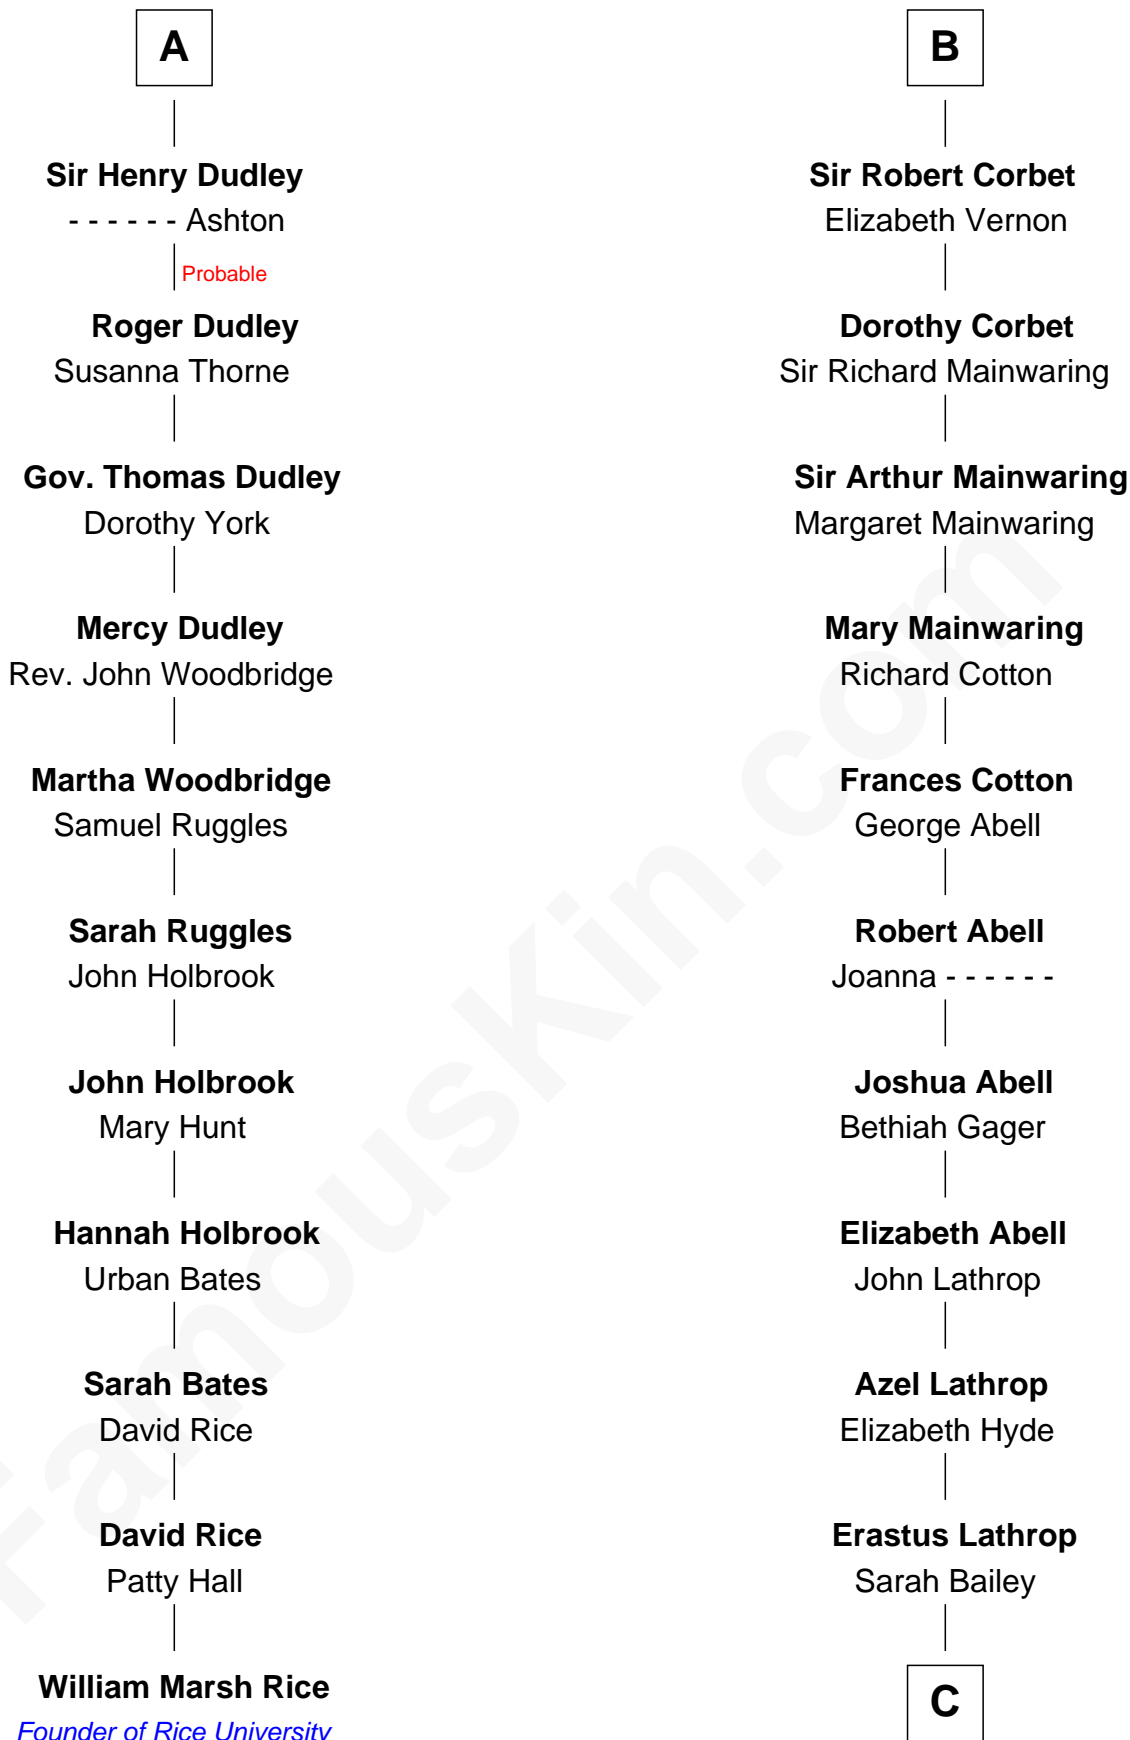 A
Sir Henry Dudley
- - - - - - Ashton
Probable
Roger Dudley
Susanna Thorne
Gov. Thomas Dudley
Dorothy York
Mercy Dudley
Rev. John Woodbridge
Martha Woodbridge
Samuel Ruggles
Sarah Ruggles
John Holbrook
John Holbrook
Mary Hunt
Hannah Holbrook
Urban Bates
Sarah Bates
David Rice
David Rice
Patty Hall
William Marsh Rice
Founder of Rice University
B
Sir Robert Corbet
Elizabeth Vernon
Dorothy Corbet
Sir Richard Mainwaring
Sir Arthur Mainwaring
Margaret Mainwaring
Mary Mainwaring
Richard Cotton
Frances Cotton
George Abell
Robert Abell
Joanna - - - - - -
Joshua Abell
Bethiah Gager
Elizabeth Abell
John Lathrop
Azel Lathrop
Elizabeth Hyde
Erastus Lathrop
Sarah Bailey
C
FamousKin.com